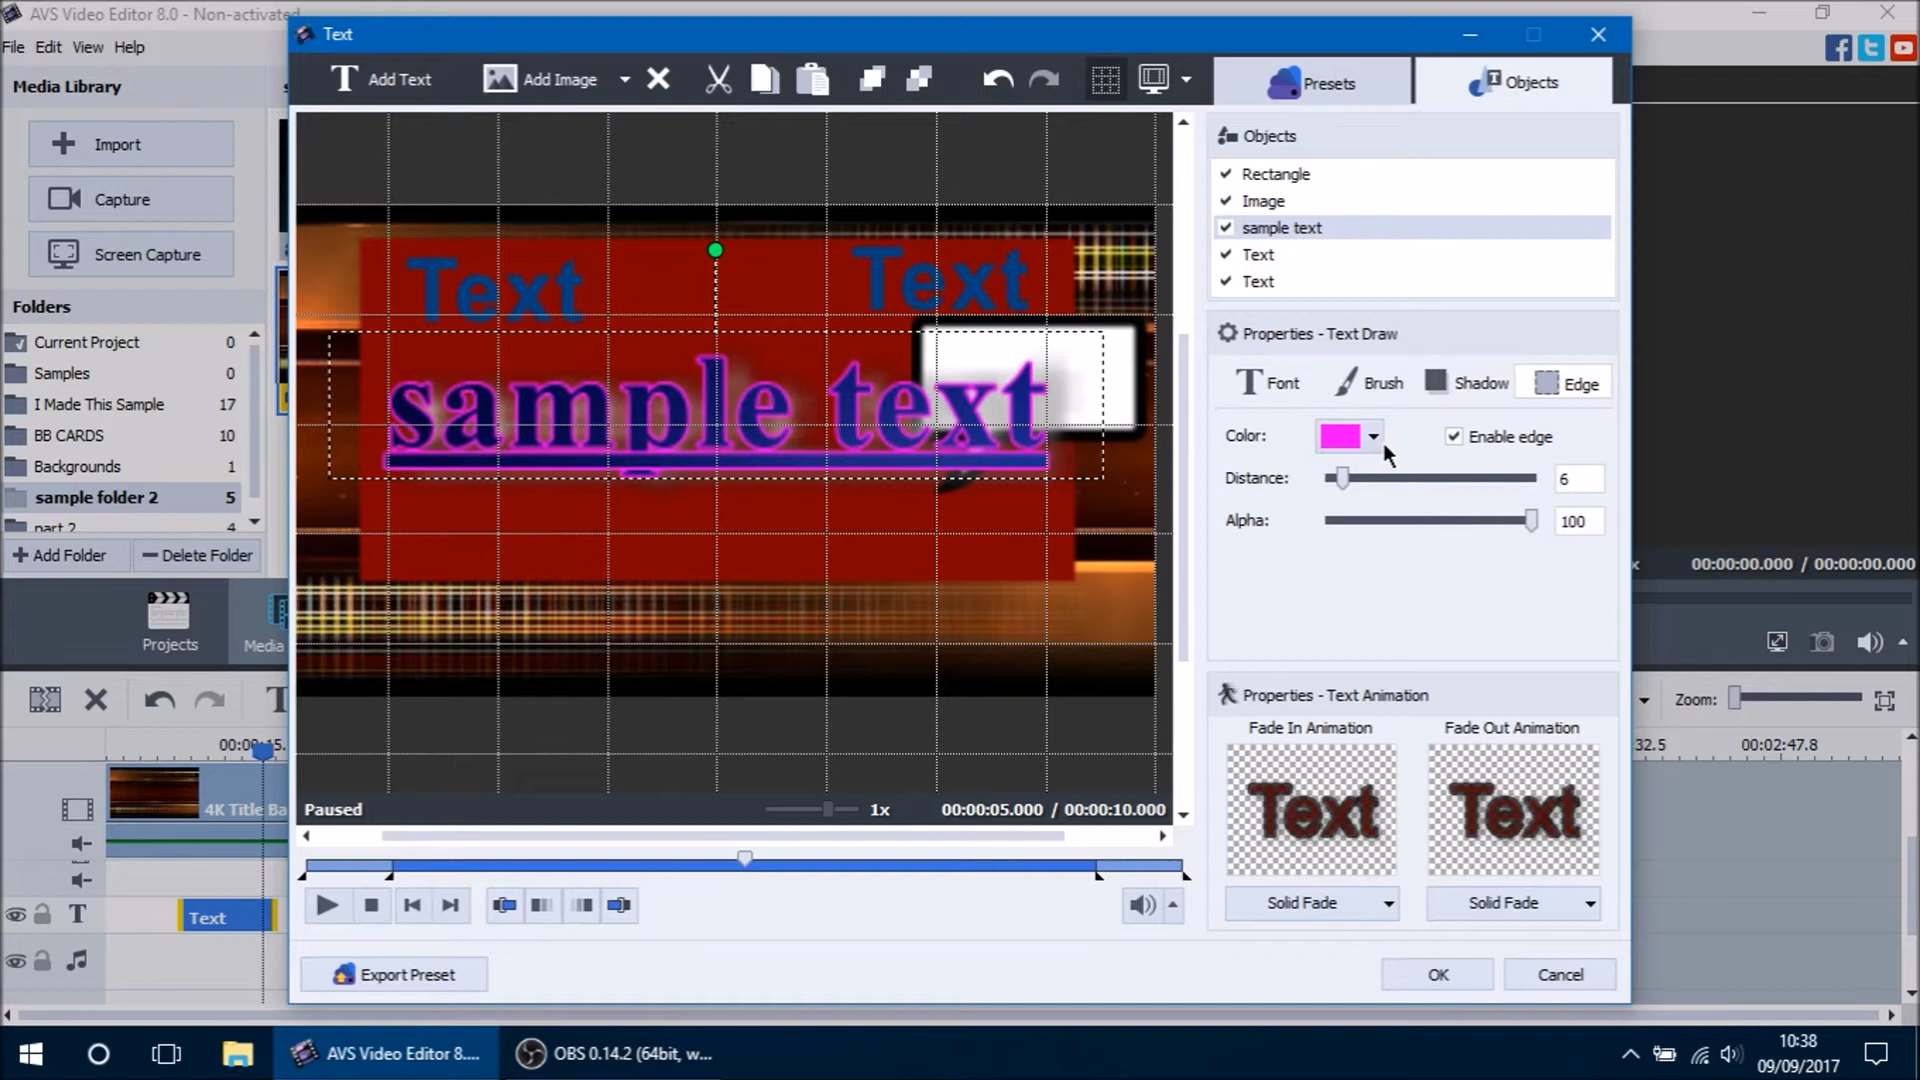 AVS Video Editor 8.0 - Non-activated
File Edit View Help
Media Library
Import
Capture
Screen Capture
Folders
Current Project 0
Samples 0
I Made This Sample 17
BB CARDS 10
Backgrounds 1
sample folder 2 5
part 2 4
Add Folder
Delete Folder
Projects
Media
Text
Add Text
Add Image
Presets
Objects
Text
Text
sample text
Paused
1x
00:00:05.000 / 00:00:10.000
Export Preset
Objects
Rectangle
Image
sample text
Text
Text
Properties - Text Draw
Font
Brush
Shadow
Edge
Color:
Enable edge
Distance: 6
Alpha: 100
Properties - Text Animation
Fade In Animation
Fade Out Animation
Text
Text
Solid Fade
Solid Fade
OK
Cancel
00:00:00.000 / 00:00:00.000
Zoom:
00:00:15.
32.5
00:02:47.8
4K Title Ba
T Text
AVS Video Editor 8....
OBS 0.14.2 (64bit, w...
10:38
09/09/2017